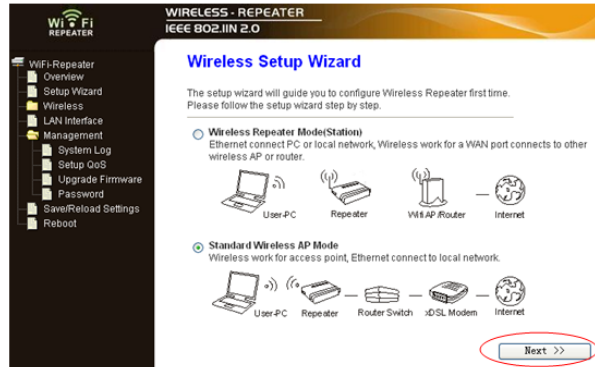 Wi Fi
REPEATER
WIRELESS - REPEATER
IEEE 802.11N 2.0
WiFi-Repeater
Overview
Setup Wizard
Wireless
LAN Interface
Management
System Log
Setup QoS
Upgrade Firmware
Password
Save/Reload Settings
Reboot
Wireless Setup Wizard
The setup wizard will guide you to configure Wireless Repeater first time.
Please follow the setup wizard step by step.
Wireless Repeater Mode(Station)
Ethernet connect PC or local network, Wireless work for a WAN port connects to other
wireless AP or router.
User-PC Repeater Wifi AP /Router Internet
Standard Wireless AP Mode
Wireless work for access point, Ethernet connect to local network.
User-PC Repeater Router Switch xDSL Modem Internet
Next >>